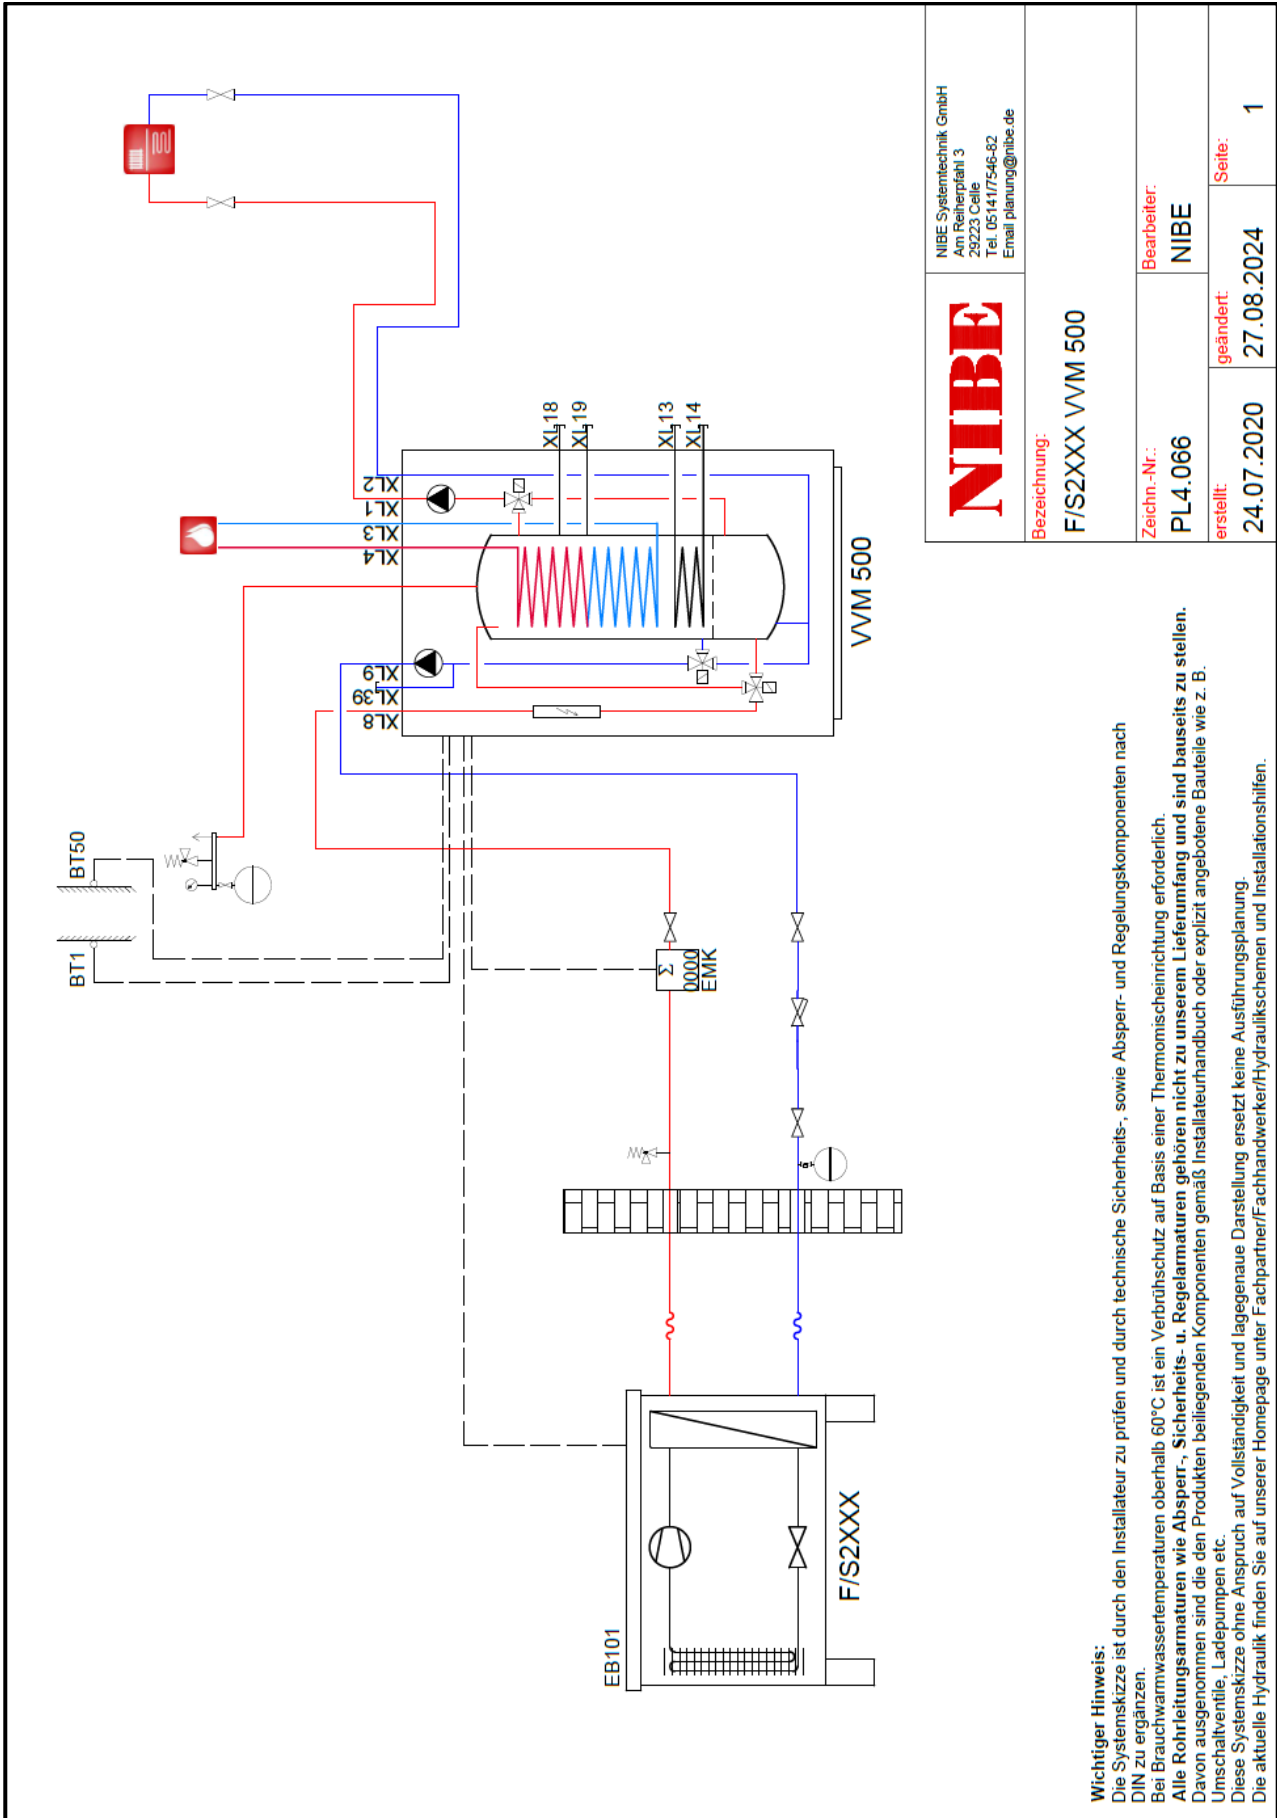 BT1
BT50
XL8
XL39
XL9
XL4
XL3
XL1
XL2
XL18
XL19
XL13
XL14
VVM 500
Σ
0000
EMK
EB101
F/S2XXX
Wichtiger Hinweis:
Die Systemskizze ist durch den Installateur zu prüfen und durch technische Sicherheits-, sowie Absperr- und Regelungskomponenten nach
DIN zu ergänzen.
Bei Brauchwarmwassertemperaturen oberhalb 60°C ist ein Verbrühschutz auf Basis einer Thermomischeinrichtung erforderlich.
Alle Rohrleitungsarmaturen wie Absperr-, Sicherheits- u. Regelarmaturen gehören nicht zu unserem Lieferumfang und sind bauseits zu stellen.
Davon ausgenommen sind die den Produkten beiliegenden Komponenten gemäß Installateurhandbuch oder explizit angebotene Bauteile wie z. B.
Umschaltventile, Ladepumpen etc.
Diese Systemskizze ohne Anspruch auf Vollständigkeit und lagegenaue Darstellung ersetzt keine Ausführungsplanung.
Die aktuelle Hydraulik finden Sie auf unserer Homepage unter Fachpartner/Fachhandwerker/Hydraulikschemen und Installationshilfen.
NIBE
NIBE Systemtechnik GmbH
Am Reiherpfahl 3
29223 Celle
Tel. 05141/7546-82
Email planung@nibe.de
Bezeichnung:
F/S2XXX VVM 500
Zeichn.-Nr.:
PL4.066
Bearbeiter:
NIBE
erstellt:
24.07.2020
geändert:
27.08.2024
Seite:
1